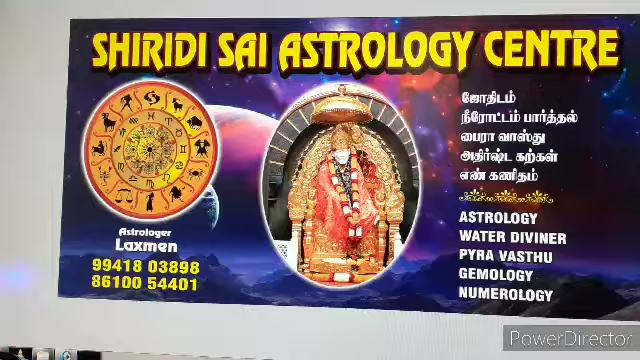 SHIRIDI SAI ASTROLOGY CENTRE
ஜோதிடம்
நீரோட்டம் பார்த்தல்
பைரா வாஸ்து
அதிர்ஷ்ட கற்கள்
எண் கணிதம்
ASTROLOGY
WATER DIVINER
PYRA VASTHU
GEMOLOGY
NUMEROLOGY
Astrologer
Laxmen
99418 03898
86100 54401
PowerDirector